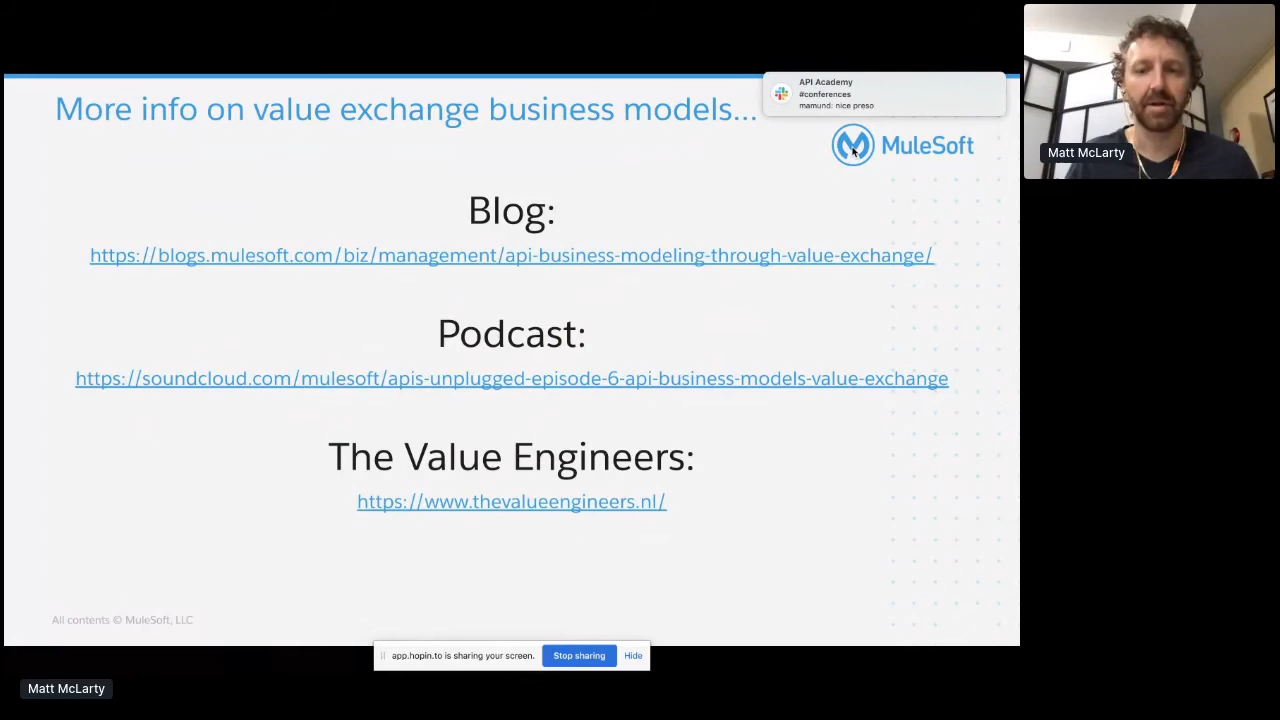 More info on value exchange business models...
API Academy
#conferences
mamund: nice preso
MuleSoft
Matt McLarty
Blog:
https://blogs.mulesoft.com/biz/management/api-business-modeling-through-value-exchange/
Podcast:
https://soundcloud.com/mulesoft/apis-unplugged-episode-6-api-business-models-value-exchange
The Value Engineers:
https://www.thevalueengineers.nl/
All contents © MuleSoft, LLC
app.hopin.to is sharing your screen. Stop sharing Hide
Matt McLarty